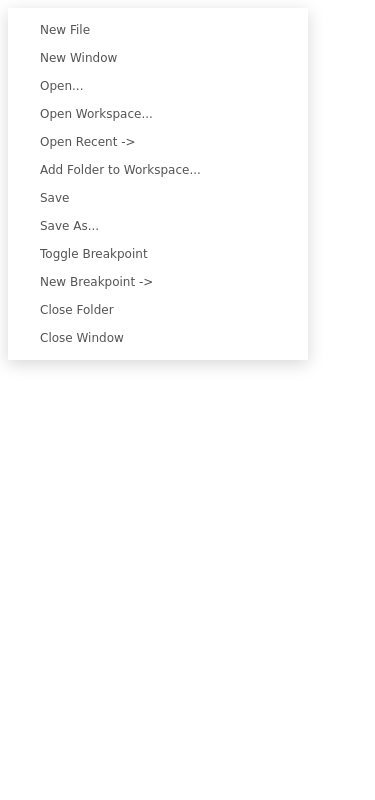 New File
New Window
Open...
Open Workspace...
Open Recent ->
Add Folder to Workspace...
Save
Save As...
Toggle Breakpoint
New Breakpoint ->
Close Folder
Close Window